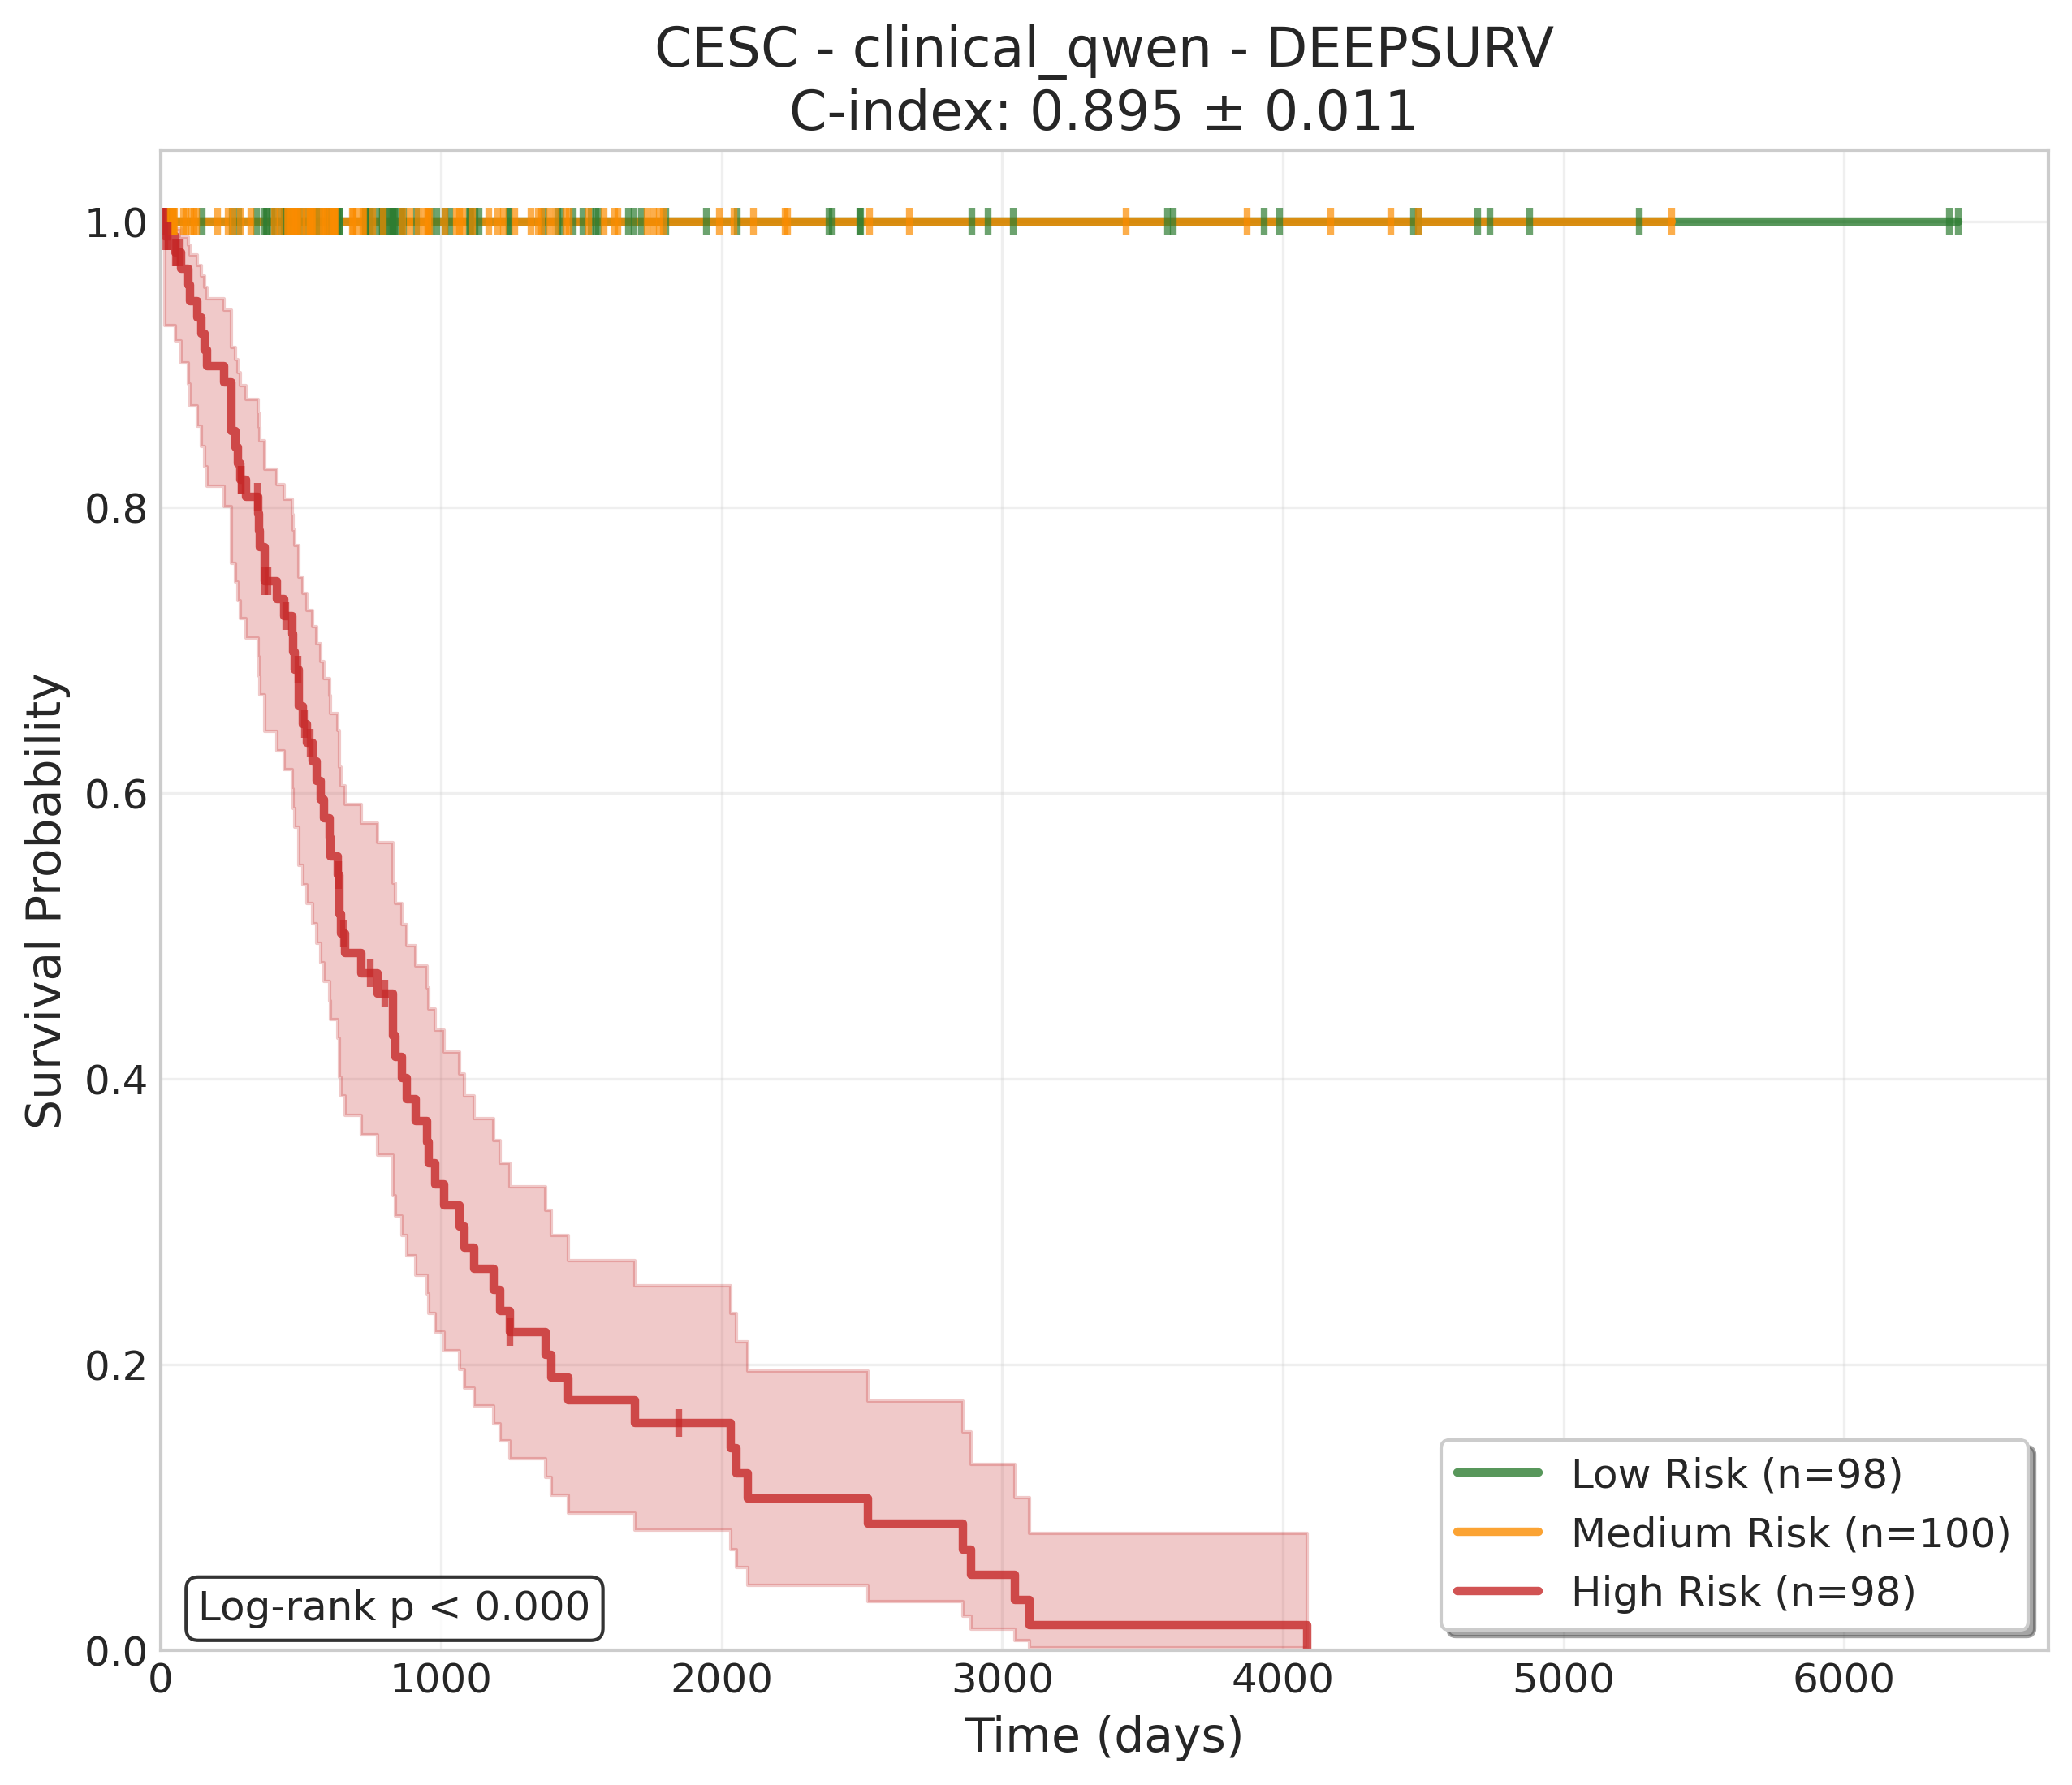 CESC - clinical_qwen - DEEPSURV
C-index: 0.895 ± 0.011
Survival Probability
1.0
0.8
0.6
0.4
0.2
0.0
Log-rank p < 0.000
Low Risk (n=98)
Medium Risk (n=100)
High Risk (n=98)
0 1000 2000 3000 4000 5000 6000
Time (days)